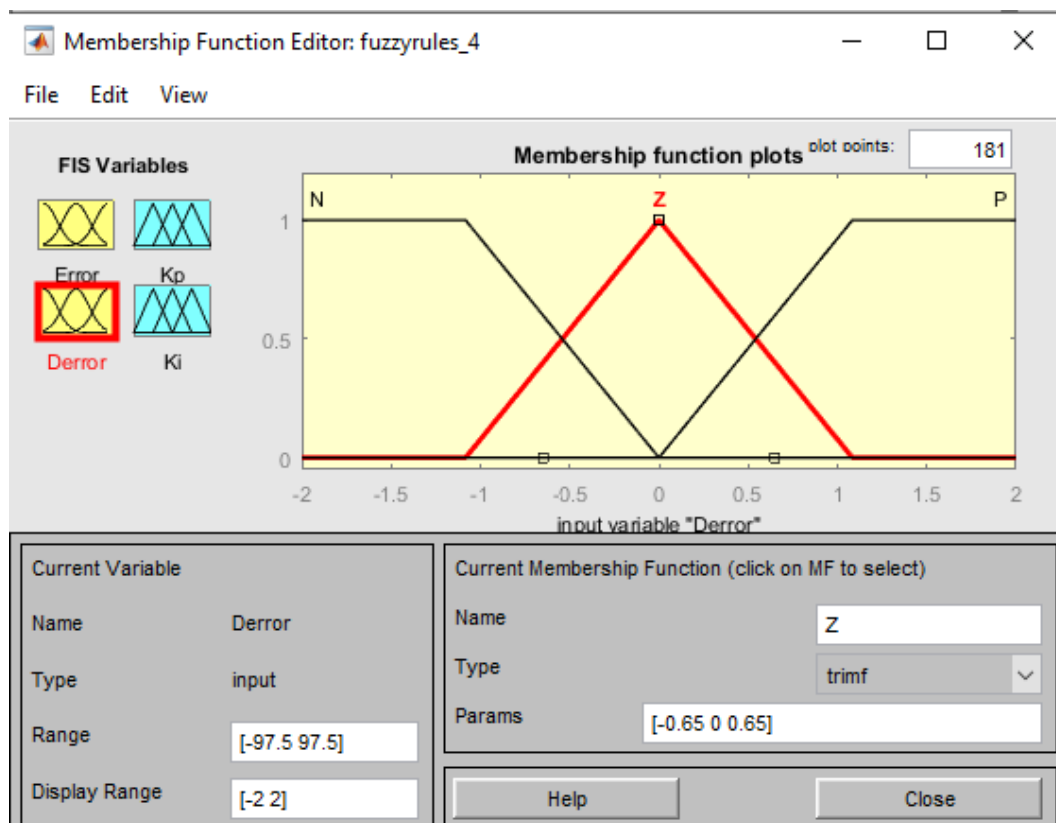 Membership Function Editor: fuzzyrules_4
File Edit View
FIS Variables
Membership function plots plot points: 181
Error Kp
Derror Ki
N Z P
1
0.5
0
-2 -1.5 -1 -0.5 0 0.5 1 1.5 2
input variable "Derror"
Current Variable
Name Derror
Type input
Range [-97.5 97.5]
Display Range [-2 2]
Current Membership Function (click on MF to select)
Name Z
Type trimf
Params [-0.65 0 0.65]
Help Close